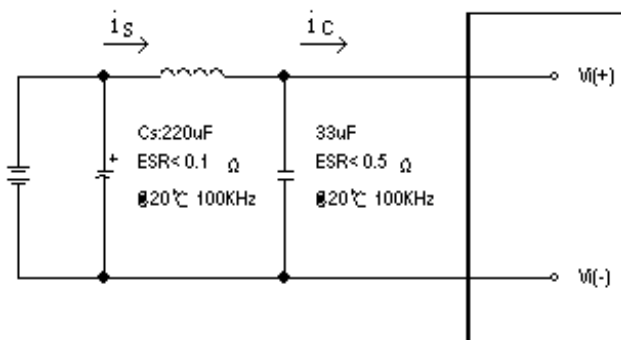 is
ic
Vi(+)
Cs:220uF
ESR< 0.1 Ω
@20℃ 100KHz
33uF
ESR< 0.5 Ω
@20℃ 100KHz
+
Vi(-)